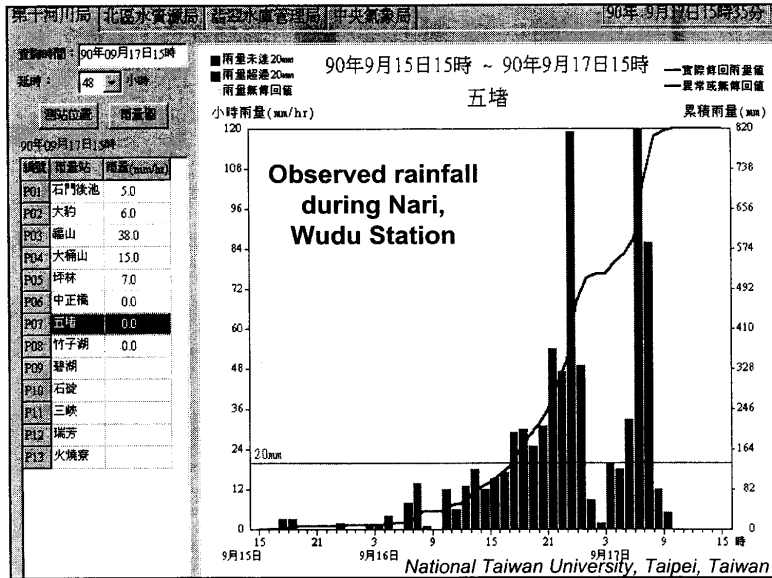 第十河川局 北區水資源局 翡翠水庫管理局 中央氣象局
90年 9月17日15時35分
查詢時間：90年09月17日15時
延時：48 小時
測站位置 雨量圖
90年09月17日15時
編號 雨量站 雨量(mm/hr)
P01 石門後池 5.0
P02 大豹 6.0
P03 福山 38.0
P04 大桶山 15.0
P05 坪林 7.0
P06 中正橋 0.0
P07 五堵 0.0
P08 竹子湖 0.0
P09 碧湖
P10 石碇
P11 三峽
P12 瑞芳
P13 火燒寮
雨量未達20mm
雨量超過20mm
雨量無傳回值
90年9月15日15時 ~ 90年9月17日15時
五堵
實際傳回雨量值
異常或無傳回值
小時雨量(mm/hr)
累積雨量(mm)
Observed rainfall
during Nari,
Wudu Station
120 820
108 736
96 656
84 574
72 492
60 410
48 328
36 246
24 164
20mm
12 82
0 0
15 21 3 9 15 21 3 9 15 時
9月15日 9月16日 9月17日
National Taiwan University, Taipei, Taiwan